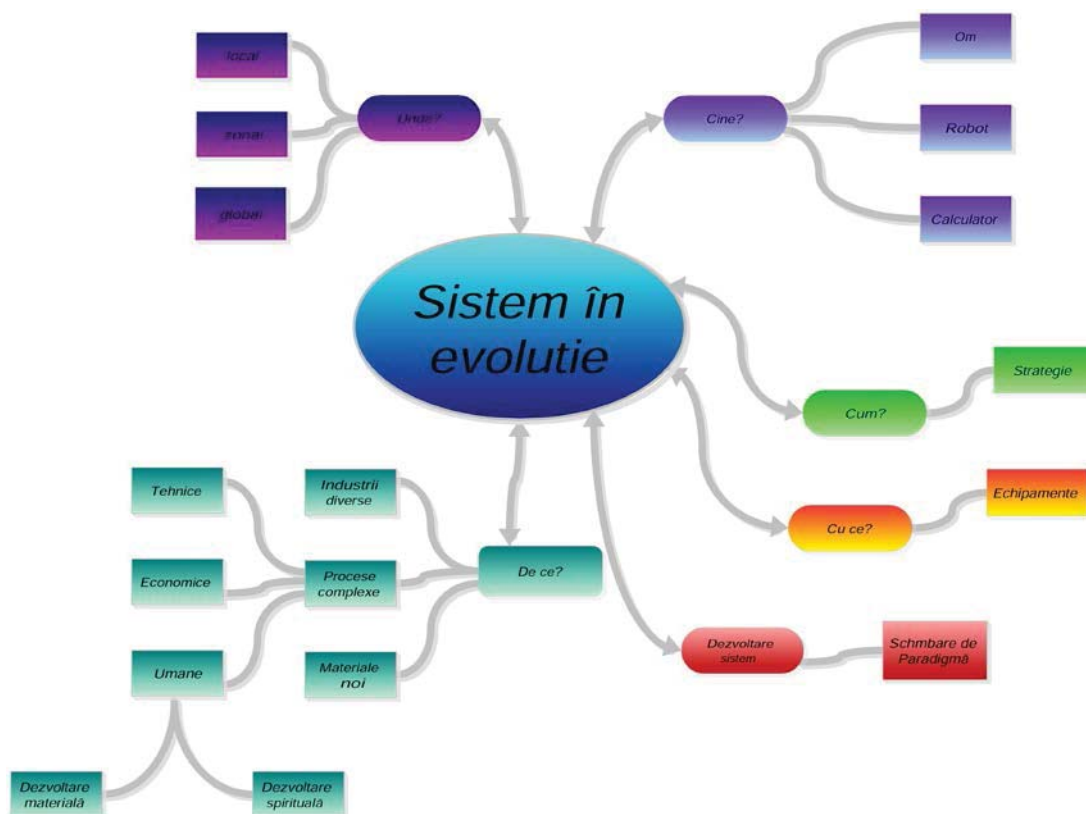 local
zonal
global
Unde?
Cine?
Om
Robot
Calculator
Sistem în
evolutie
Cum?
Strategie
Cu ce?
Echipamente
Dezvoltare
sistem
Schmbare de
Paradigmă
De ce?
Industrii
diverse
Procese
complexe
Materiale
noi
Tehnice
Economice
Umane
Dezvoltare
materială
Dezvoltare
spirituală